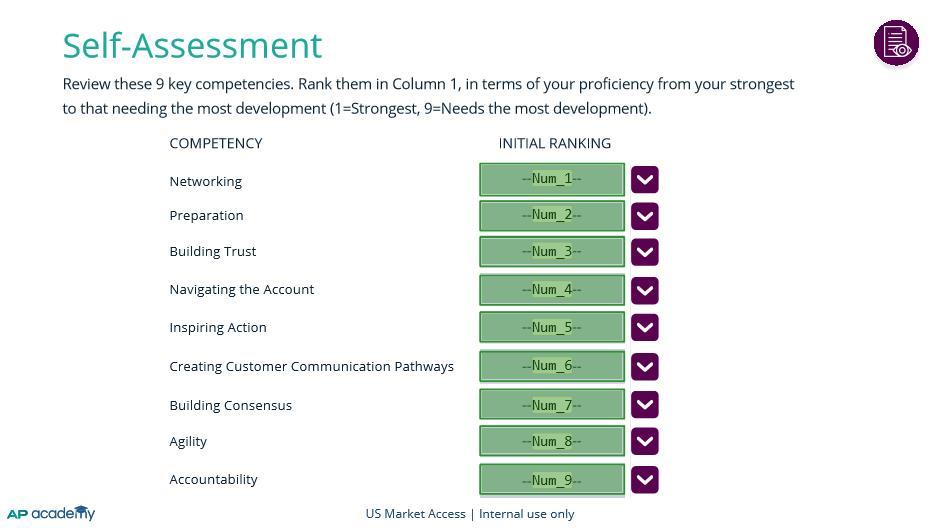 Self-Assessment
Review these 9 key competencies. Rank them in Column 1, in terms of your proficiency from your strongest
to that needing the most development (1=Strongest, 9=Needs the most development).
COMPETENCY INITIAL RANKING
Networking --Num_1--
Preparation --Num_2--
Building Trust --Num_3--
Navigating the Account --Num_4--
Inspiring Action --Num_5--
Creating Customer Communication Pathways --Num_6--
Building Consensus --Num_7--
Agility --Num_8--
Accountability --Num_9--
AP academy US Market Access | Internal use only